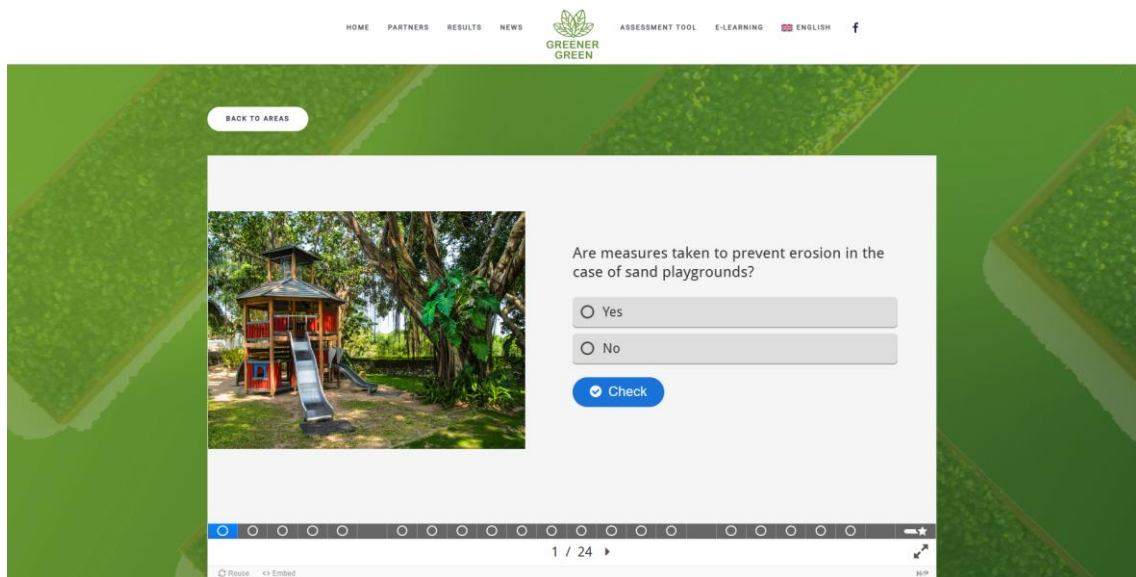 HOME PARTNERS RESULTS NEWS
GREENER
GREEN
ASSESSMENT TOOL E-LEARNING ENGLISH f
BACK TO AREAS
Are measures taken to prevent erosion in the
case of sand playgrounds?
Yes
No
Check
1 / 24
Reuse <> Embed
H5P